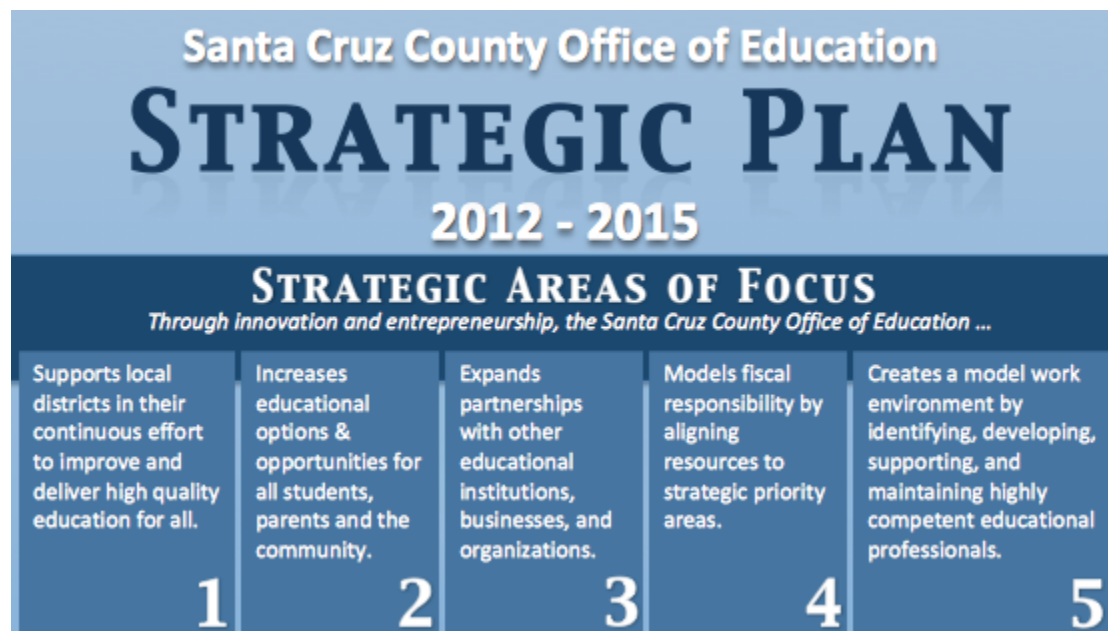 Santa Cruz County Office of Education
STRATEGIC PLAN
2012 - 2015
STRATEGIC AREAS OF FOCUS
Through innovation and entrepreneurship, the Santa Cruz County Office of Education ...
Supports local
districts in their
continuous effort
to improve and
deliver high quality
education for all.
1
Increases
educational
options &
opportunities for
all students,
parents and the
community.
2
Expands
partnerships
with other
educational
institutions,
businesses, and
organizations.
3
Models fiscal
responsibility by
aligning
resources to
strategic priority
areas.
4
Creates a model work
environment by
identifying, developing,
supporting, and
maintaining highly
competent educational
professionals.
5